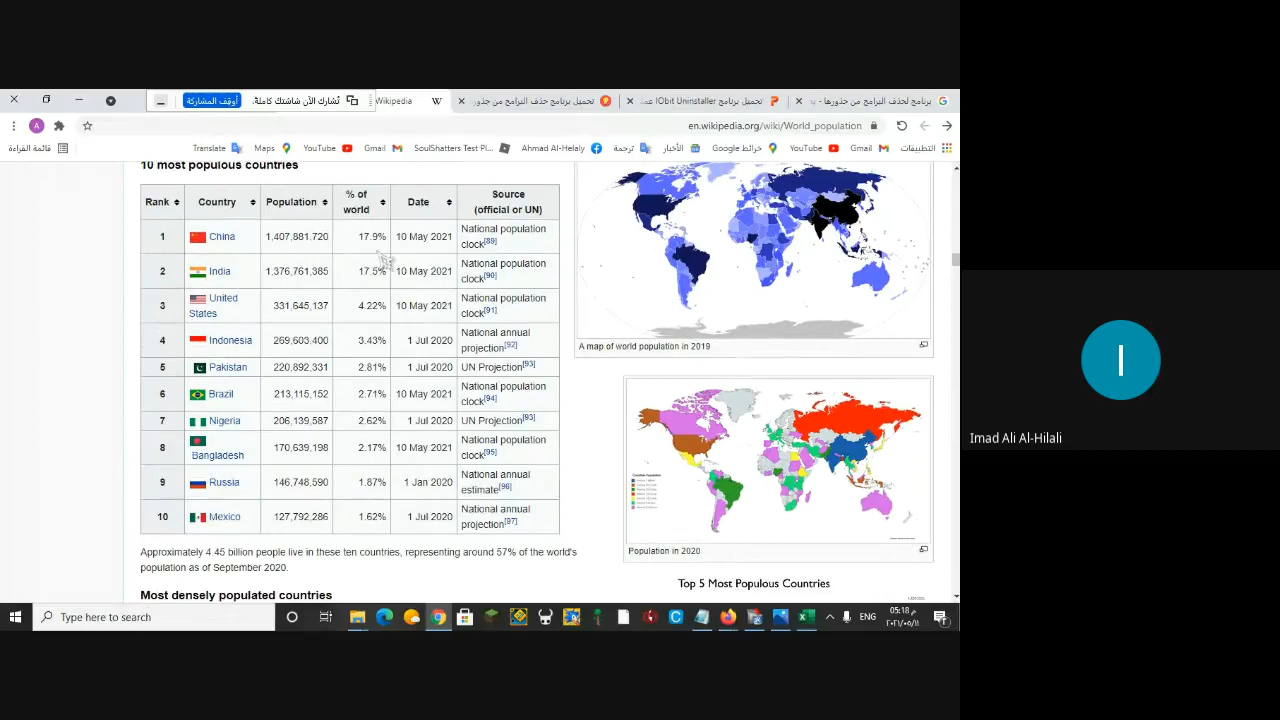 أوقف المشاركة
تُشارك الآن شاشتك كاملةً.
Wikipedia
تحميل برنامج حذف البرامج من جذور
تحميل برنامج IObit Uninstaller
برنامج لحذف البرامج من جذورها -
A
en.wikipedia.org/wiki/World_population
قائمة القراءة
Translate
Maps
YouTube
Gmail
SoulShatters Test Pl...
Ahmad Al-Helaly
ترجمة
الأخبار
خرائط Google
YouTube
Gmail
التطبيقات
10 most populous countries
Rank Country Population % of world Date Source (official or UN)
1 China 1,407,881,720 17.9% 10 May 2021 National population clock[89]
2 India 1,376,761,385 17.5% 10 May 2021 National population clock[90]
3 United States 331,645,137 4.22% 10 May 2021 National population clock[91]
4 Indonesia 269,603,400 3.43% 1 Jul 2020 National annual projection[92]
5 Pakistan 220,892,331 2.81% 1 Jul 2020 UN Projection[93]
6 Brazil 213,115,152 2.71% 10 May 2021 National population clock[94]
7 Nigeria 206,139,587 2.62% 1 Jul 2020 UN Projection[93]
8 Bangladesh 170,639,198 2.17% 10 May 2021 National population clock[95]
9 Russia 146,748,590 1.87% 1 Jan 2020 National annual estimate[96]
10 Mexico 127,792,286 1.62% 1 Jul 2020 National annual projection[97]
Approximately 4.45 billion people live in these ten countries, representing around 57% of the world's
population as of September 2020.
Most densely populated countries
A map of world population in 2019
Population in 2020
Top 5 Most Populous Countries
Type here to search
ENG
05:18 م
٢٠٢١/٠٥/١١
I
Imad Ali Al-Hilali